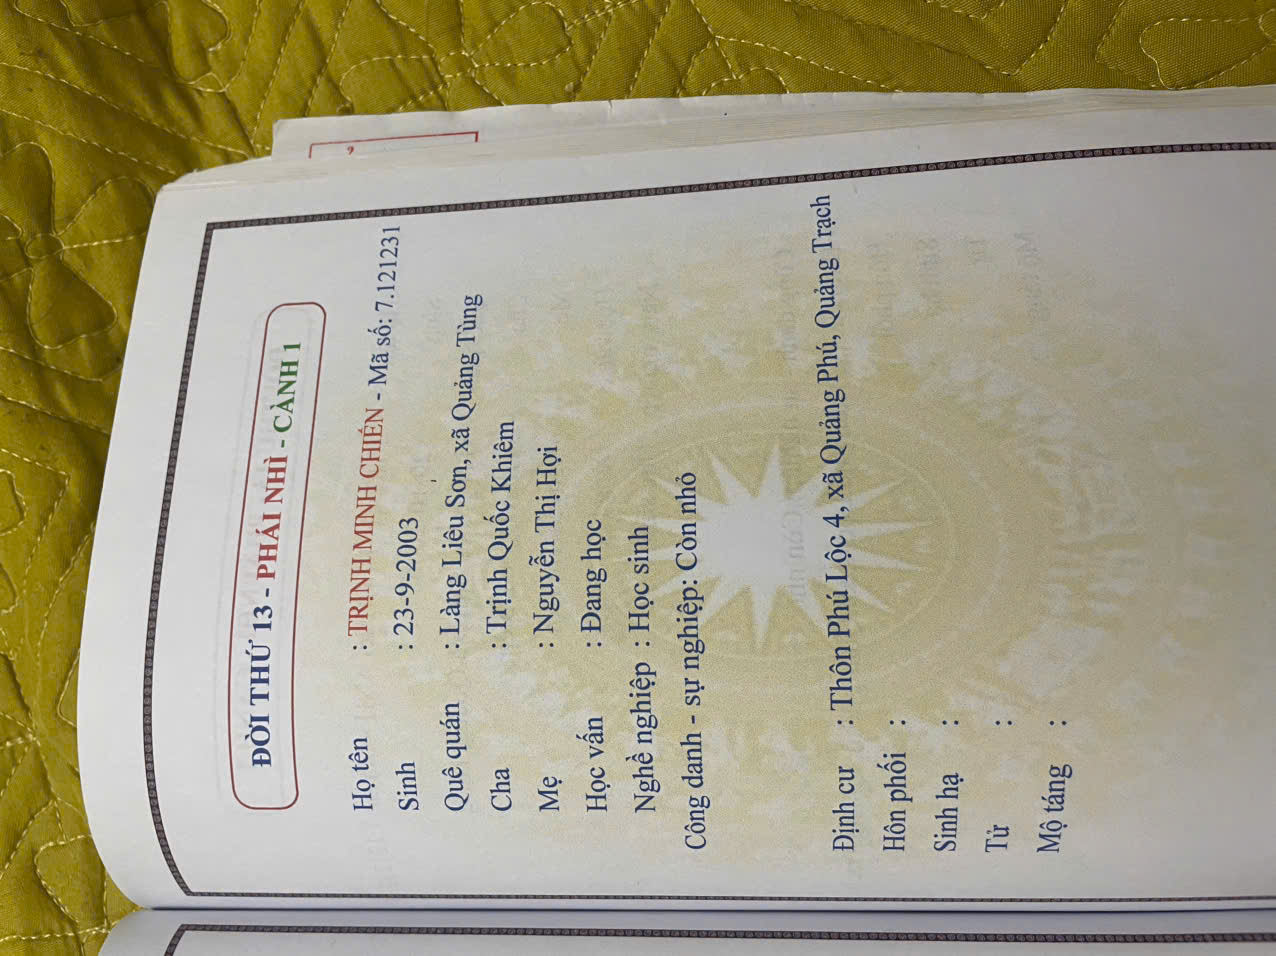 ĐỜI THỨ 13 - PHÁI NHÌ - CÀNH 1
Họ tên : TRỊNH MINH CHIẾN - Mã số: 7.121231
Sinh : 23-9-2003
Quê quán : Làng Liêu Sơn, xã Quảng Tùng
Cha : Trịnh Quốc Khiêm
Mẹ : Nguyễn Thị Hợi
Học vấn : Đang học
Nghề nghiệp : Học sinh
Công danh - sự nghiệp: Còn nhỏ
Định cư : Thôn Phú Lộc 4, xã Quảng Phú, Quảng Trạch
Hôn phối :
Sinh hạ :
Tử :
Mộ táng :